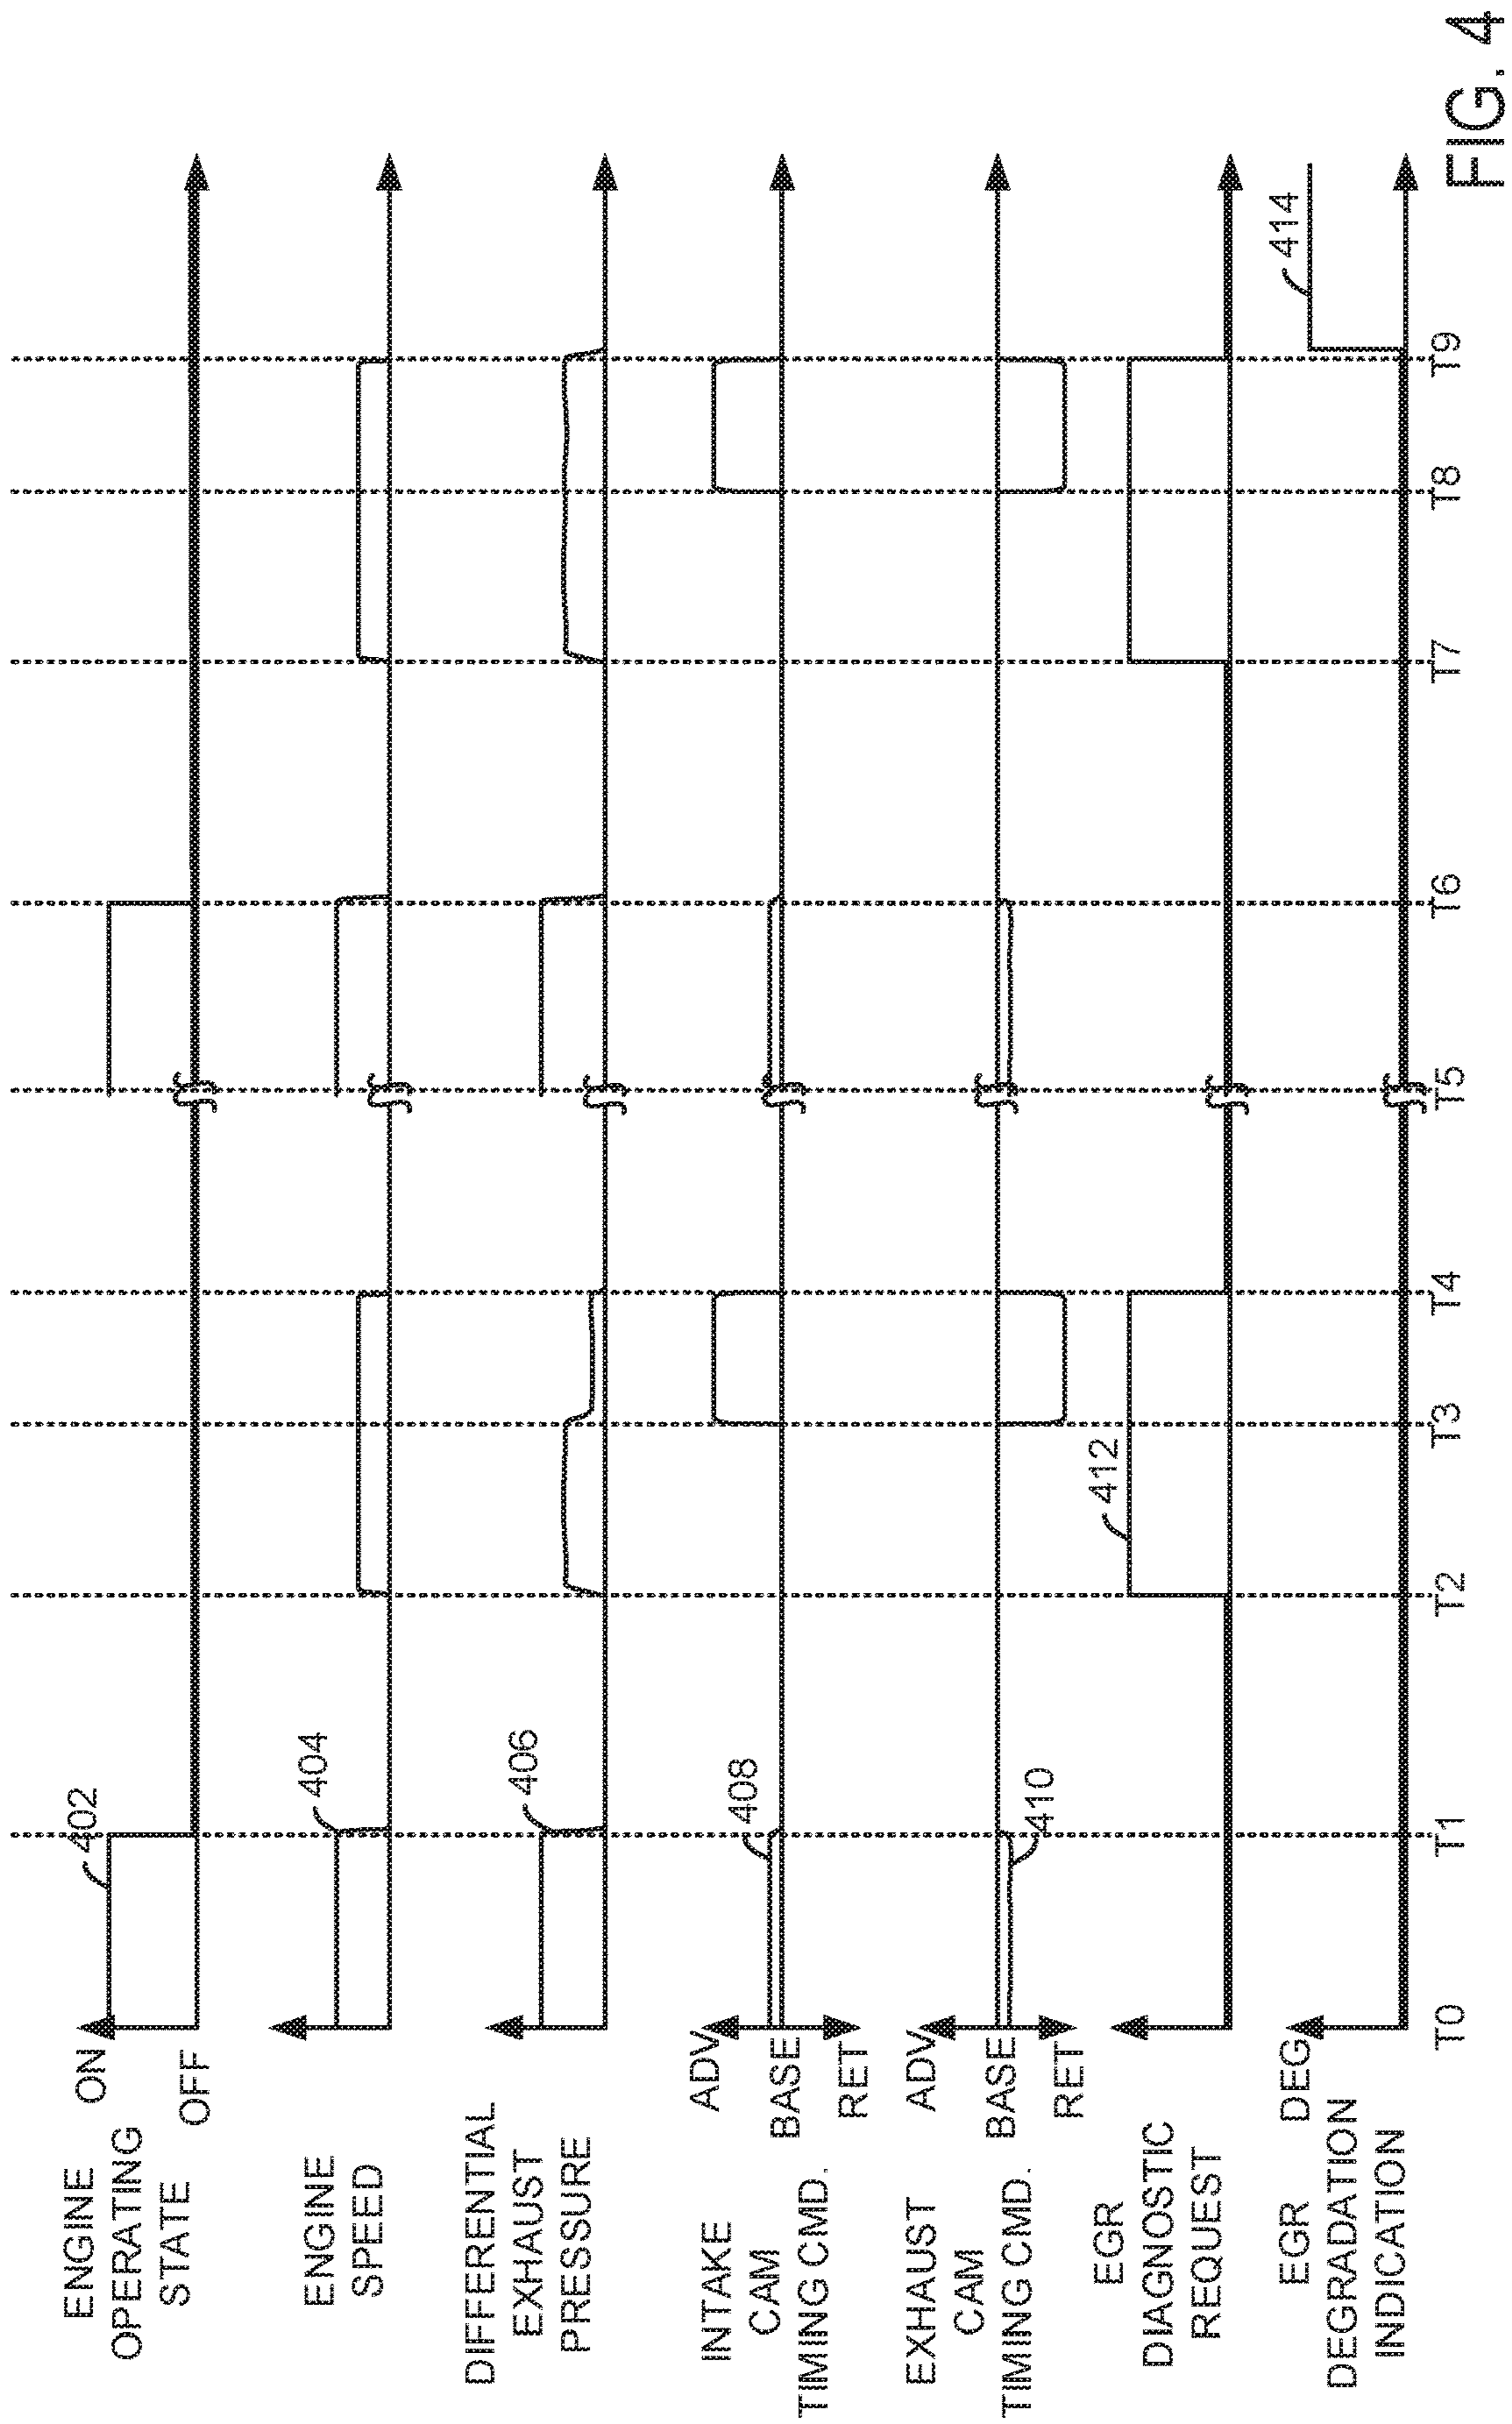 ENGINE
OPERATING
STATE
ON
OFF
402
ENGINE
SPEED
404
DIFFERENTIAL
EXHAUST
PRESSURE
406
INTAKE
CAM
TIMING CMD.
ADV
BASE
RET
408
EXHAUST
CAM
TIMING CMD.
ADV
BASE
RET
410
EGR
DIAGNOSTIC
REQUEST
412
EGR
DEGRADATION
INDICATION
DEG
414
T0
T1
T2
T3
T4
T5
T6
T7
T8
T9
FIG. 4